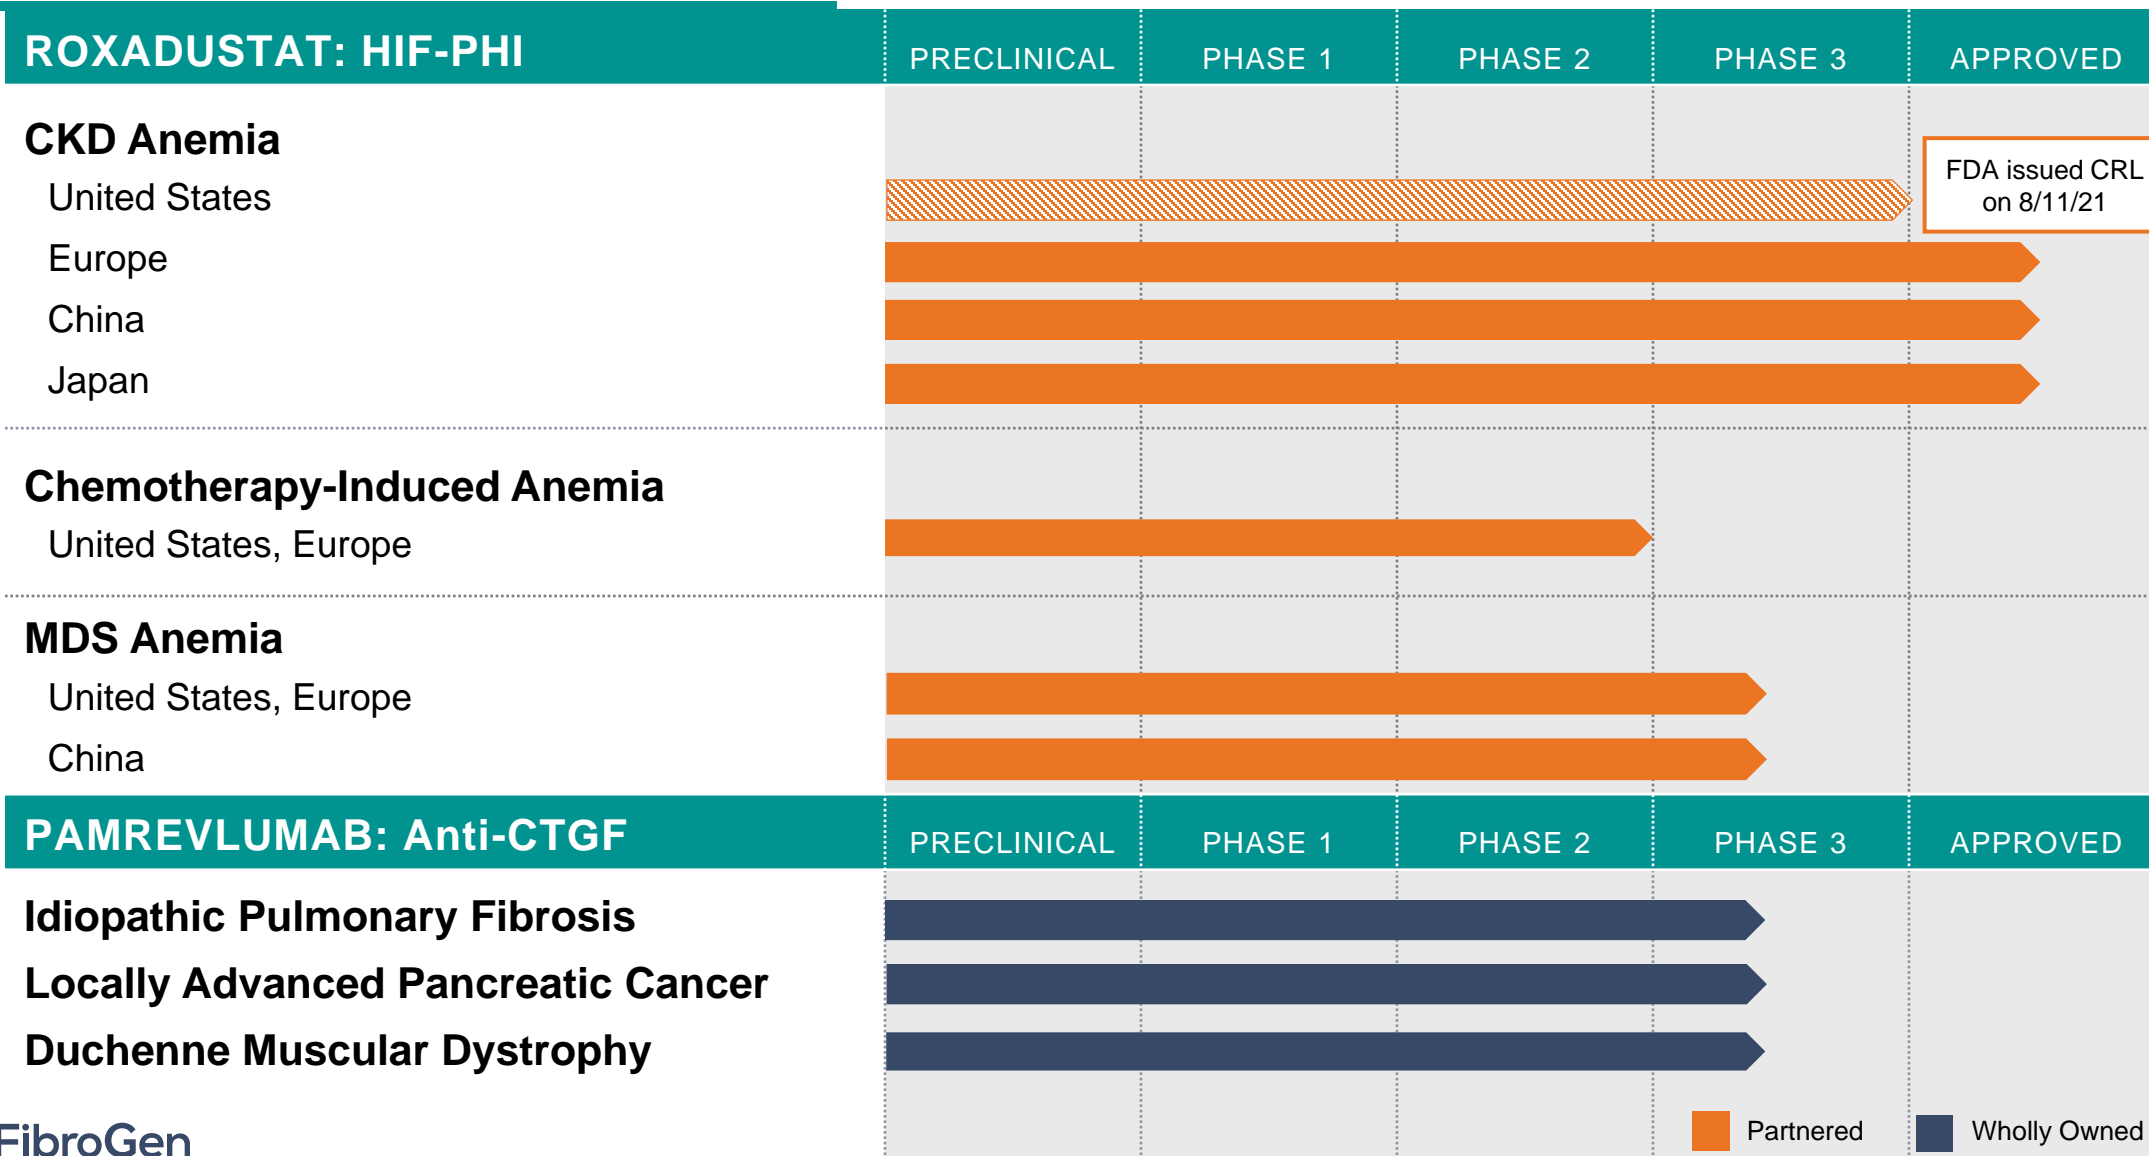 ROXADUSTAT: HIF-PHI PRECLINICAL PHASE 1 PHASE 2 PHASE 3 APPROVED
CKD Anemia
United States
FDA issued CRL
on 8/11/21
Europe
China
Japan
Chemotherapy-Induced Anemia
United States, Europe
MDS Anemia
United States, Europe
China
PAMREVLUMAB: Anti-CTGF PRECLINICAL PHASE 1 PHASE 2 PHASE 3 APPROVED
Idiopathic Pulmonary Fibrosis
Locally Advanced Pancreatic Cancer
Duchenne Muscular Dystrophy
FibroGen
Partnered Wholly Owned